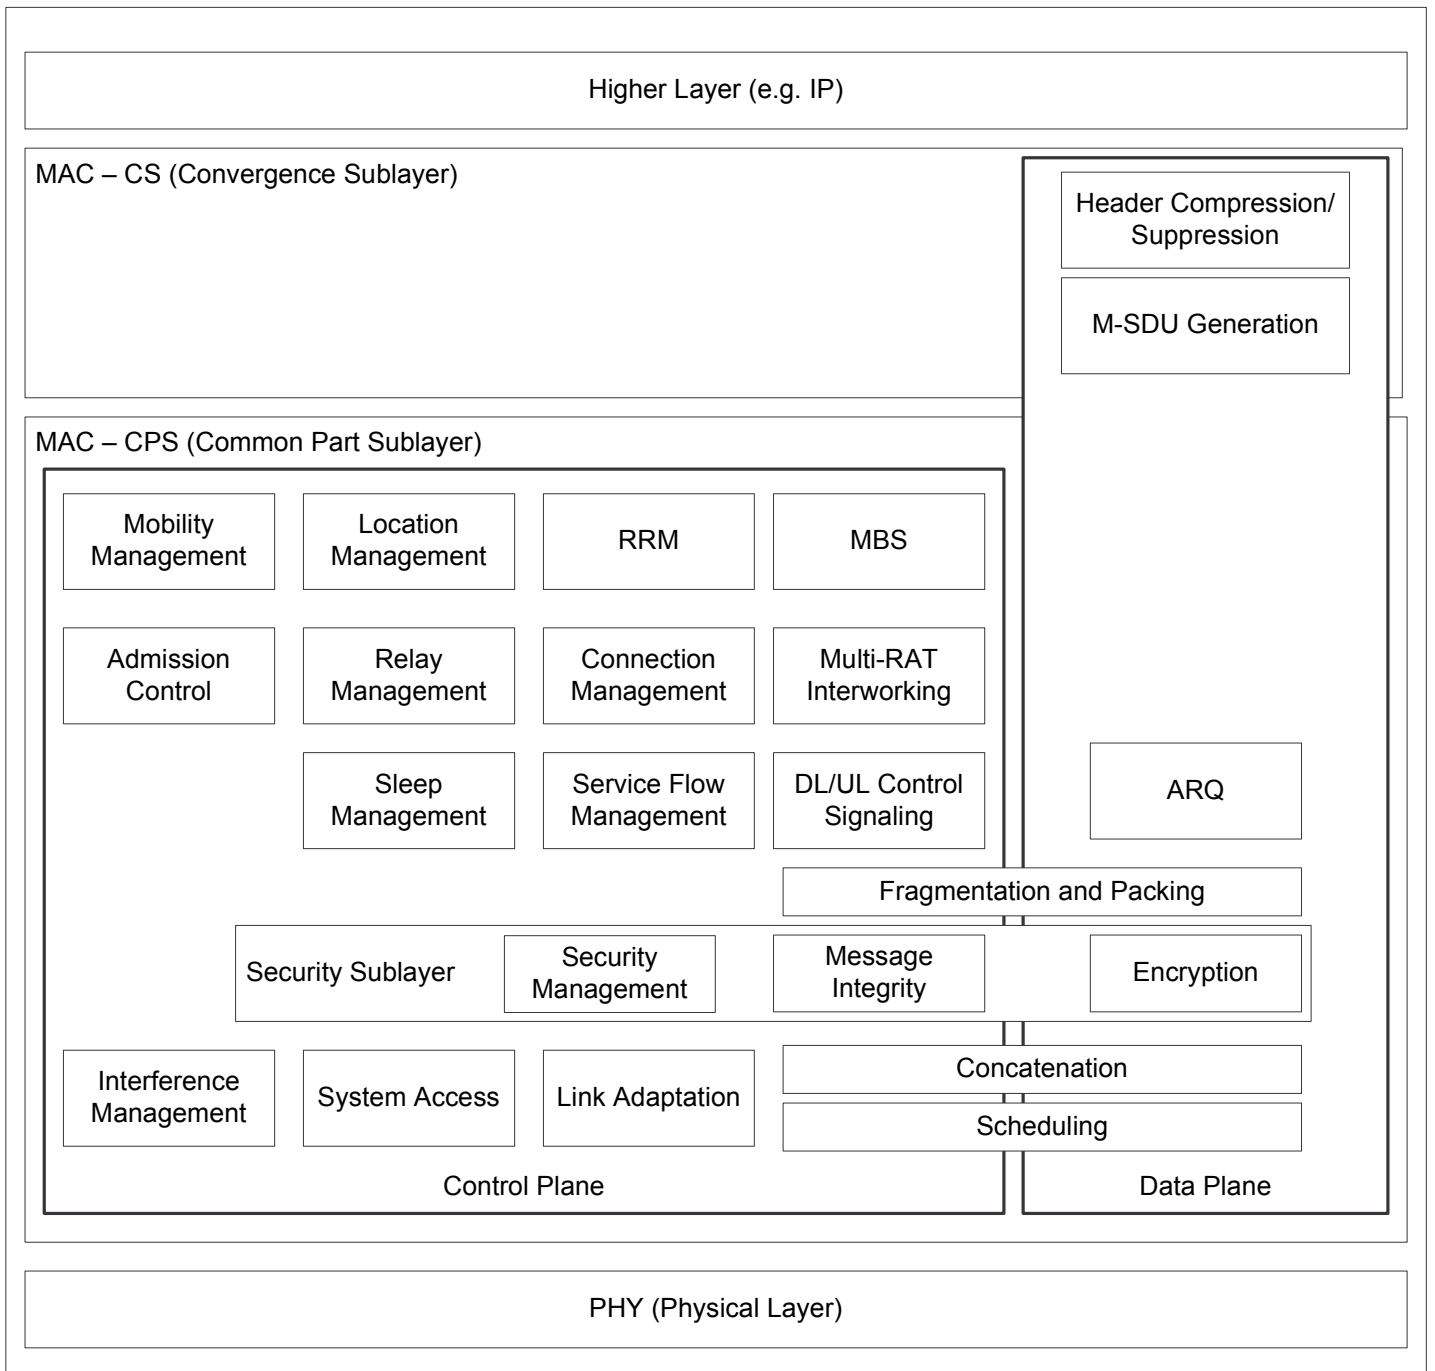 Higher Layer (e.g. IP)
MAC – CS (Convergence Sublayer)
Header Compression/
Suppression
M-SDU Generation
MAC – CPS (Common Part Sublayer)
Mobility
Management
Location
Management
RRM
MBS
Admission
Control
Relay
Management
Connection
Management
Multi-RAT
Interworking
Sleep
Management
Service Flow
Management
DL/UL Control
Signaling
ARQ
Fragmentation and Packing
Security Sublayer
Security
Management
Message
Integrity
Encryption
Interference
Management
System Access
Link Adaptation
Concatenation
Scheduling
Control Plane
Data Plane
PHY (Physical Layer)